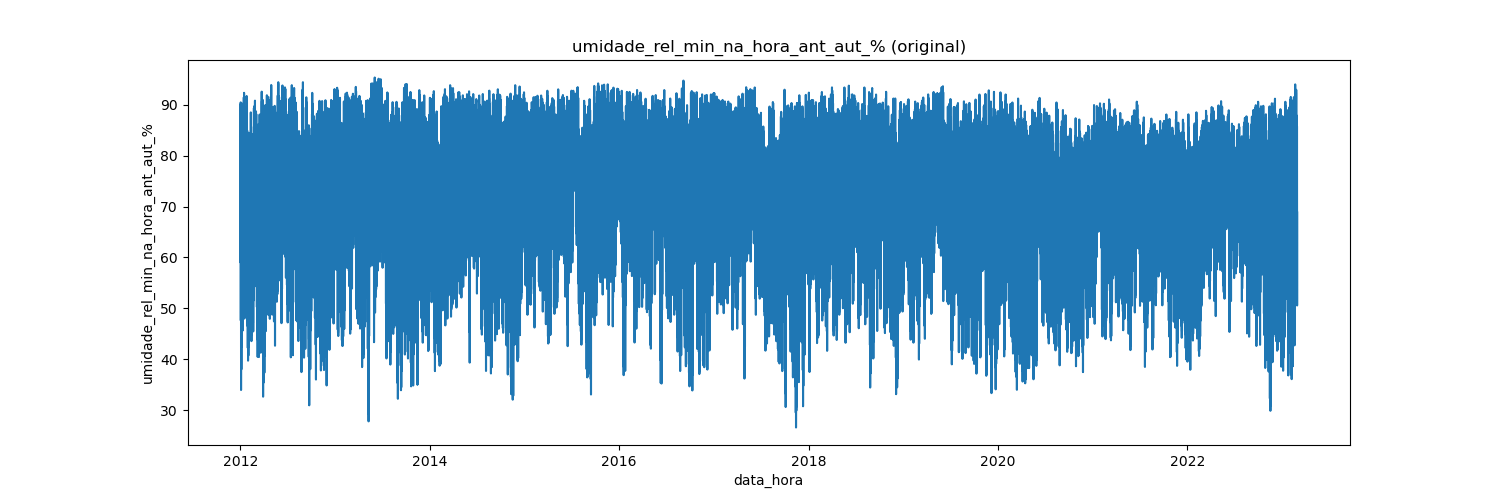 umidade_rel_min_na_hora_ant_aut_% (original)
umidade_rel_min_na_hora_ant_aut_%
90
80
70
60
50
40
30
2012 2014 2016 2018 2020 2022
data_hora